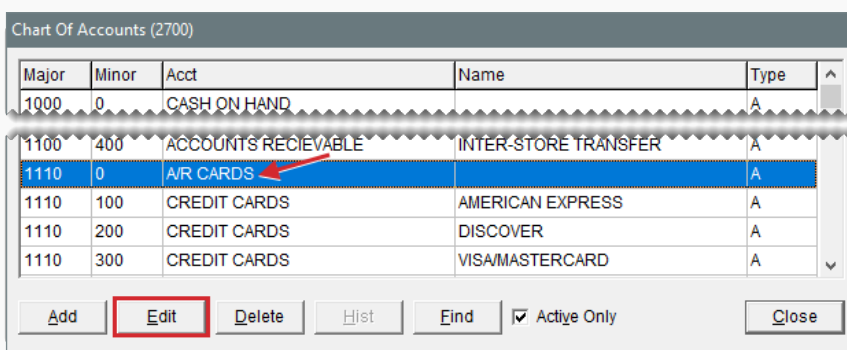 Chart Of Accounts (2700)
Major Minor Acct Name Type
1000 0 CASH ON HAND A
1100 400 ACCOUNTS RECIEVABLE INTER-STORE TRANSFER A
1110 0 A/R CARDS A
1110 100 CREDIT CARDS AMERICAN EXPRESS A
1110 200 CREDIT CARDS DISCOVER A
1110 300 CREDIT CARDS VISA/MASTERCARD A
Add Edit Delete Hist Find Active Only Close